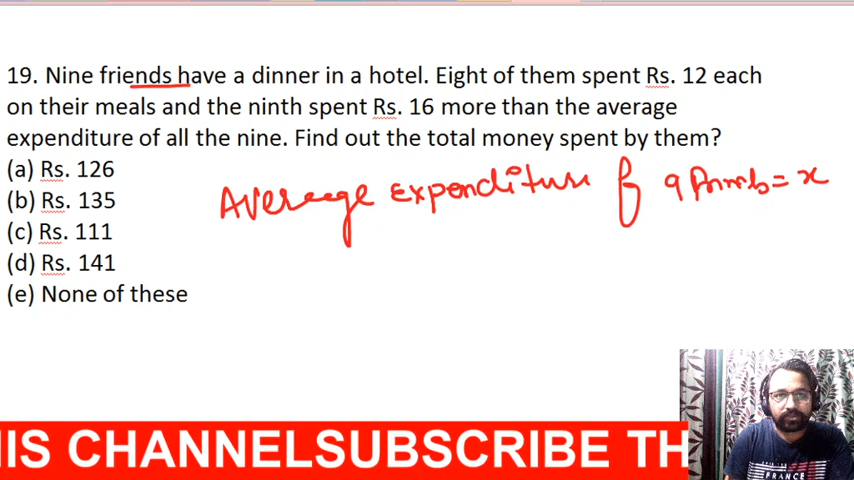 19. Nine friends have a dinner in a hotel. Eight of them spent Rs. 12 each
on their meals and the ninth spent Rs. 16 more than the average
expenditure of all the nine. Find out the total money spent by them?
(a) Rs. 126
(b) Rs. 135
(c) Rs. 111
(d) Rs. 141
(e) None of these
Average expenditure of 9 = x
HIS CHANNELSUBSCRIBE TH
FRANCE